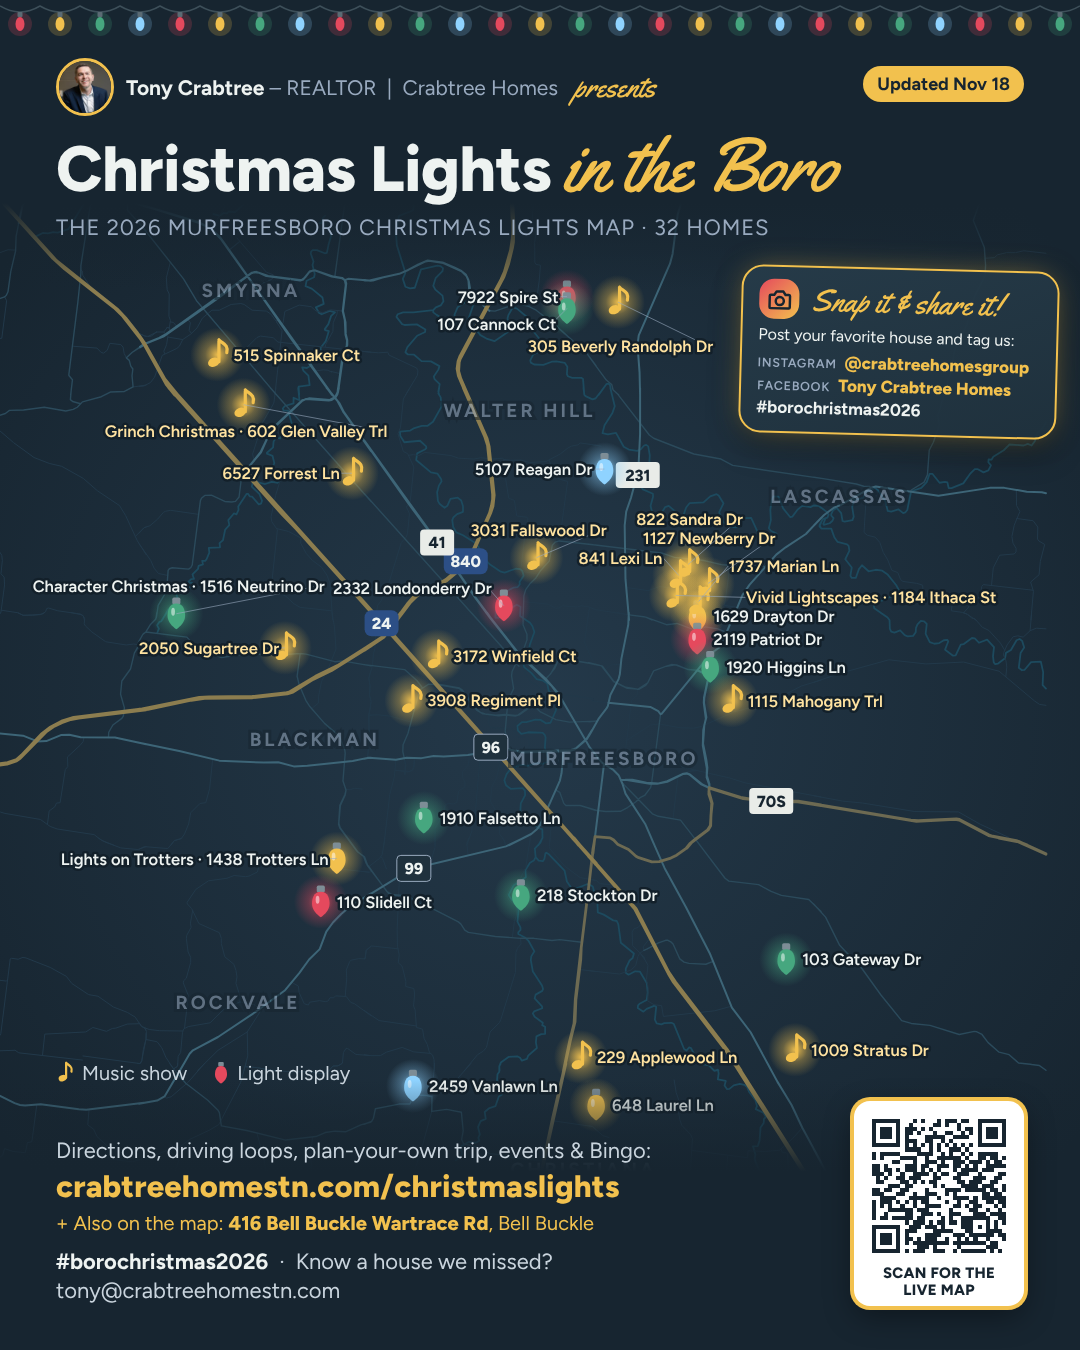 Tony Crabtree – REALTOR | Crabtree Homes presents
Updated Nov 18
Christmas Lights in the Boro
THE 2026 MURFREESBORO CHRISTMAS LIGHTS MAP · 32 HOMES
Snap it & share it!
Post your favorite house and tag us:
INSTAGRAM @crabtreehomesgroup
FACEBOOK Tony Crabtree Homes
#borochristmas2026
SMYRNA
7922 Spire St
107 Cannock Ct
305 Beverly Randolph Dr
515 Spinnaker Ct
WALTER HILL
Grinch Christmas · 602 Glen Valley Trl
6527 Forrest Ln
5107 Reagan Dr
231
LASCASSAS
822 Sandra Dr
3031 Fallswood Dr
1127 Newberry Dr
41
840
841 Lexi Ln
1737 Marian Ln
Character Christmas · 1516 Neutrino Dr
2332 Londonderry Dr
Vivid Lightscapes · 1184 Ithaca St
1629 Drayton Dr
24
2119 Patriot Dr
2050 Sugartree Dr
3172 Winfield Ct
1920 Higgins Ln
3908 Regiment Pl
1115 Mahogany Trl
BLACKMAN
96
MURFREESBORO
70S
1910 Falsetto Ln
Lights on Trotters · 1438 Trotters Ln
99
110 Slidell Ct
218 Stockton Dr
103 Gateway Dr
ROCKVALE
229 Applewood Ln
1009 Stratus Dr
Music show
Light display
2459 Vanlawn Ln
648 Laurel Ln
Directions, driving loops, plan-your-own trip, events & Bingo:
crabtreehomestn.com/christmaslights
+ Also on the map: 416 Bell Buckle Wartrace Rd, Bell Buckle
#borochristmas2026 · Know a house we missed?
tony@crabtreehomestn.com
SCAN FOR THE
LIVE MAP